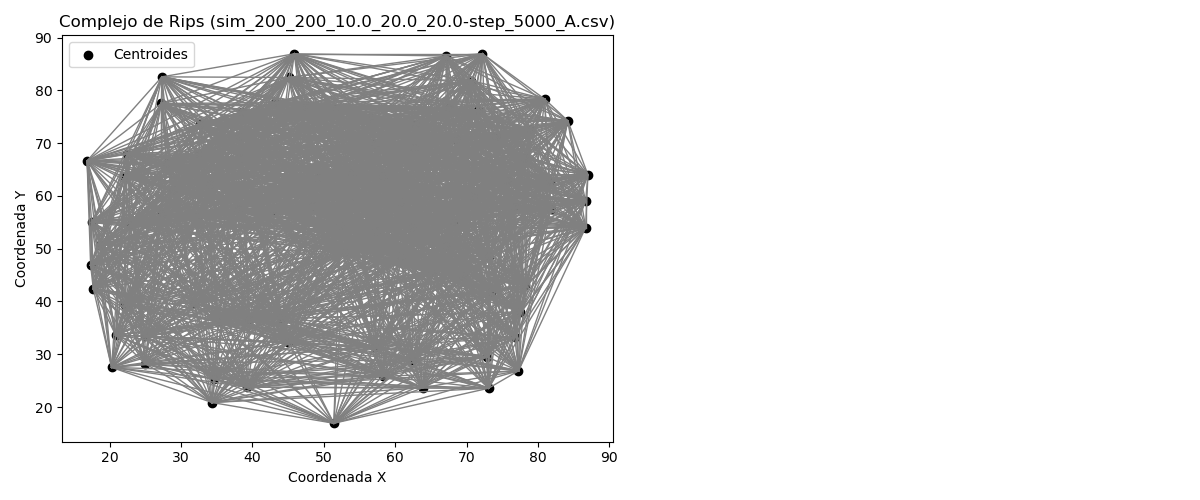 Complejo de Rips (sim_200_200_10.0_20.0_20.0-step_5000_A.csv)
Centroides
90
80
70
60
50
40
30
20
Coordenada Y
20 30 40 50 60 70 80 90
Coordenada X